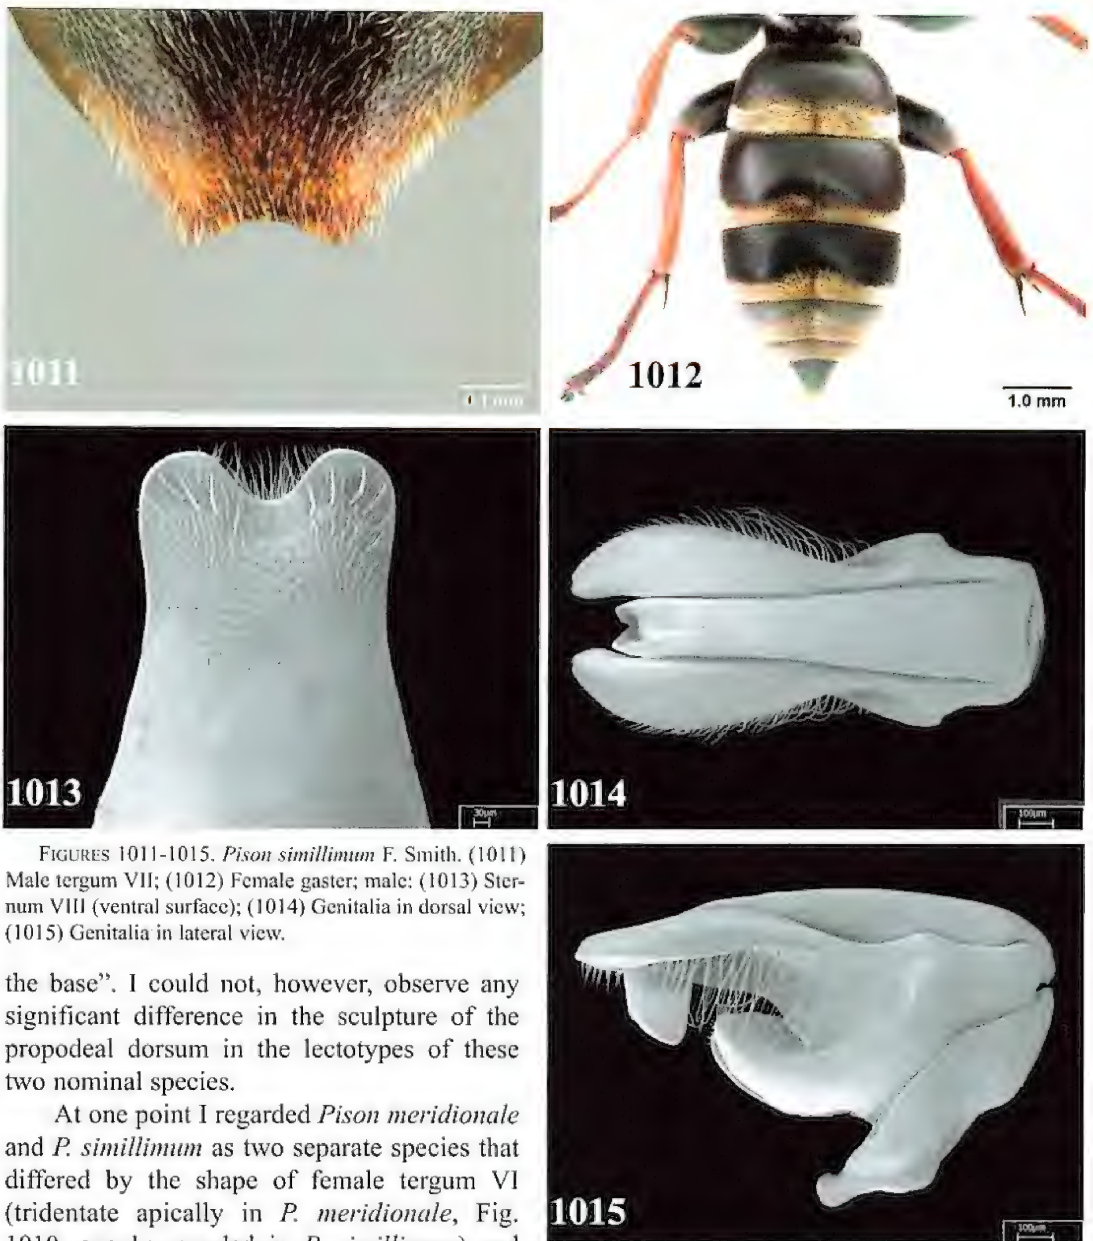 1011
1012
1.0 mm
1013
30µm
1014
100µm
FIGURES 1011-1015. Pison simillimum F. Smith. (1011)
Male tergum VII; (1012) Female gaster; male: (1013) Ster-
num VIII (ventral surface); (1014) Genitalia in dorsal view;
(1015) Genitalia in lateral view.
the base”. I could not, however, observe any
significant difference in the sculpture of the
propodeal dorsum in the lectotypes of these
two nominal species.
At one point I regarded Pison meridionale
and P. simillimum as two separate species that
differed by the shape of female tergum VI
(tridentate apically in P. meridionale, Fig.
1015
100µm